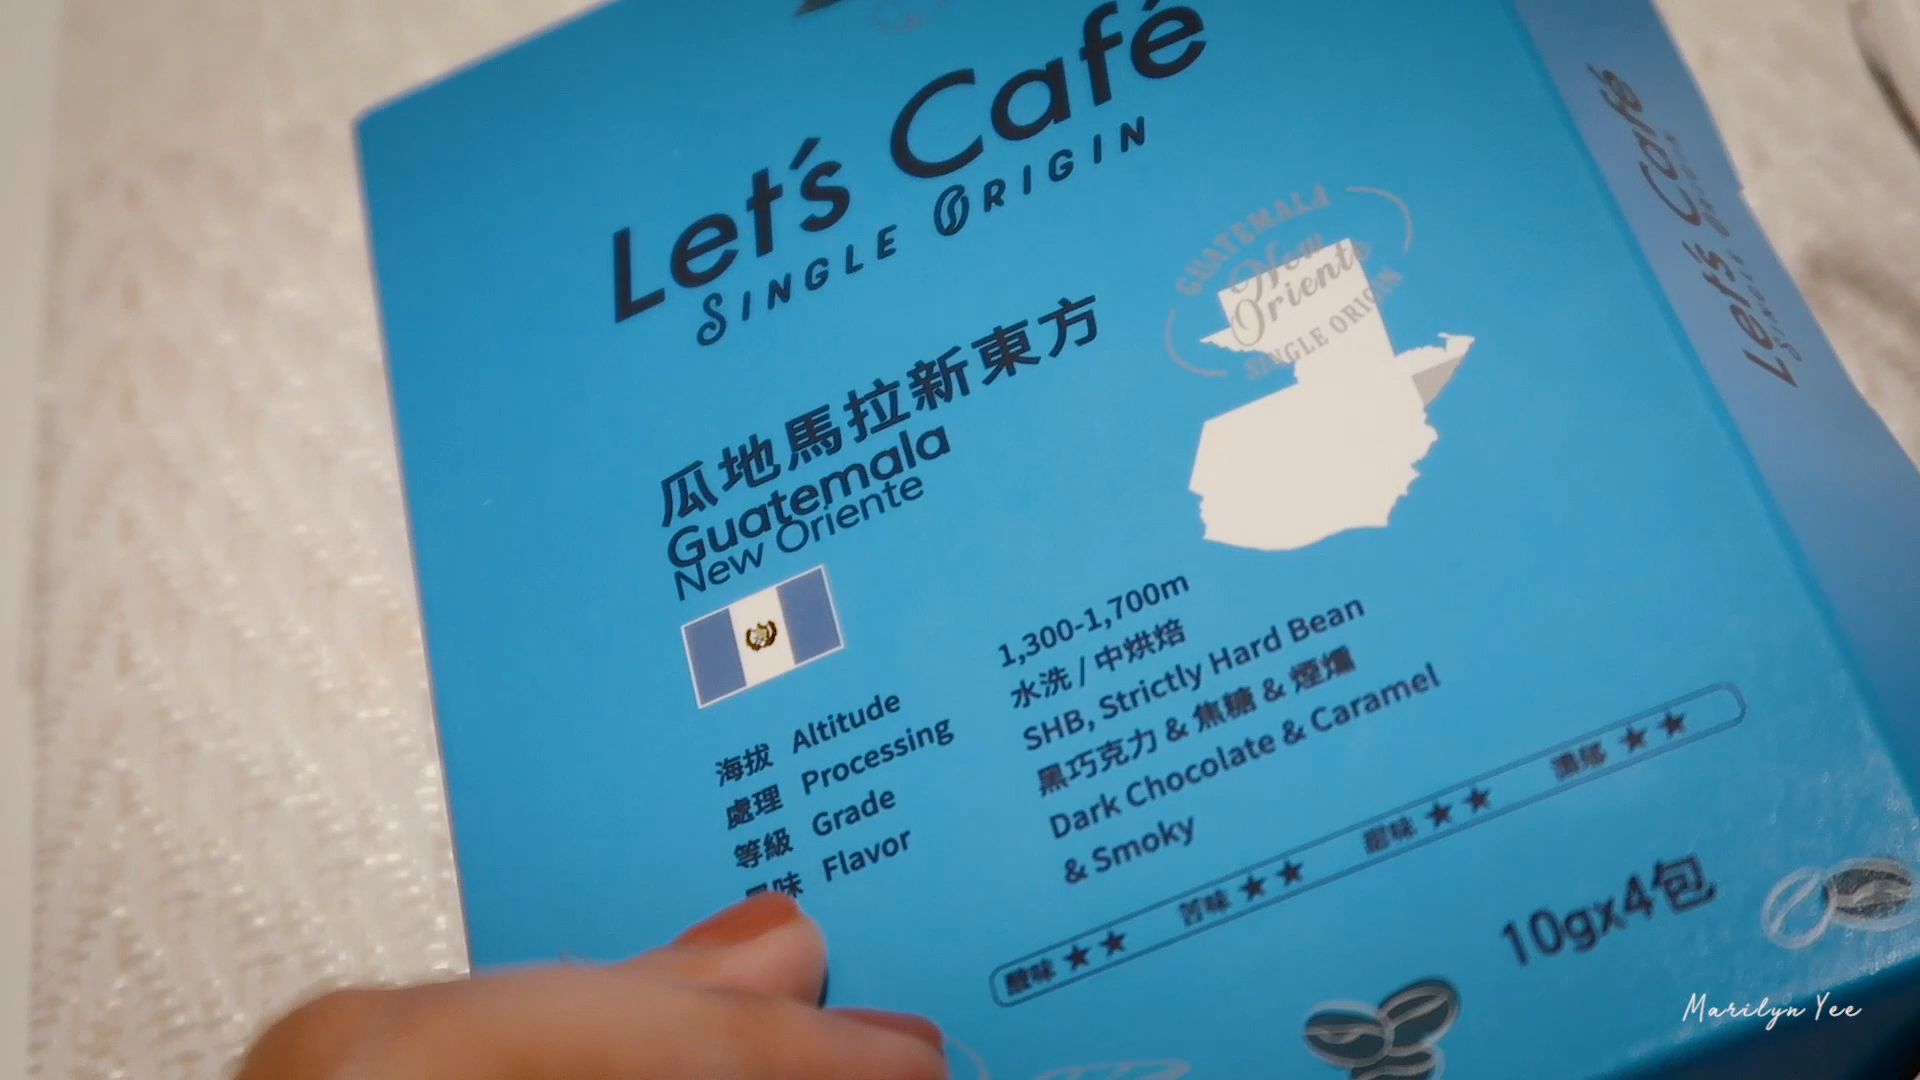 Let's Café
SINGLE ORIGIN
GUATEMALA
New
Oriente
SINGLE ORIGIN
瓜地馬拉新東方
Guatemala
New Oriente
海拔 Altitude 1,300-1,700m
處理 Processing 水洗 / 中烘焙
等級 Grade SHB, Strictly Hard Bean
味 Flavor 黑巧克力 & 焦糖 & 煙燻
Dark Chocolate & Caramel
& Smoky
酸味 ★★ 苦味 ★★ 甜味 ★★ 濃郁 ★★
10gx4包
Let's Café
SINGLE ORIGIN
Marilyn Yee